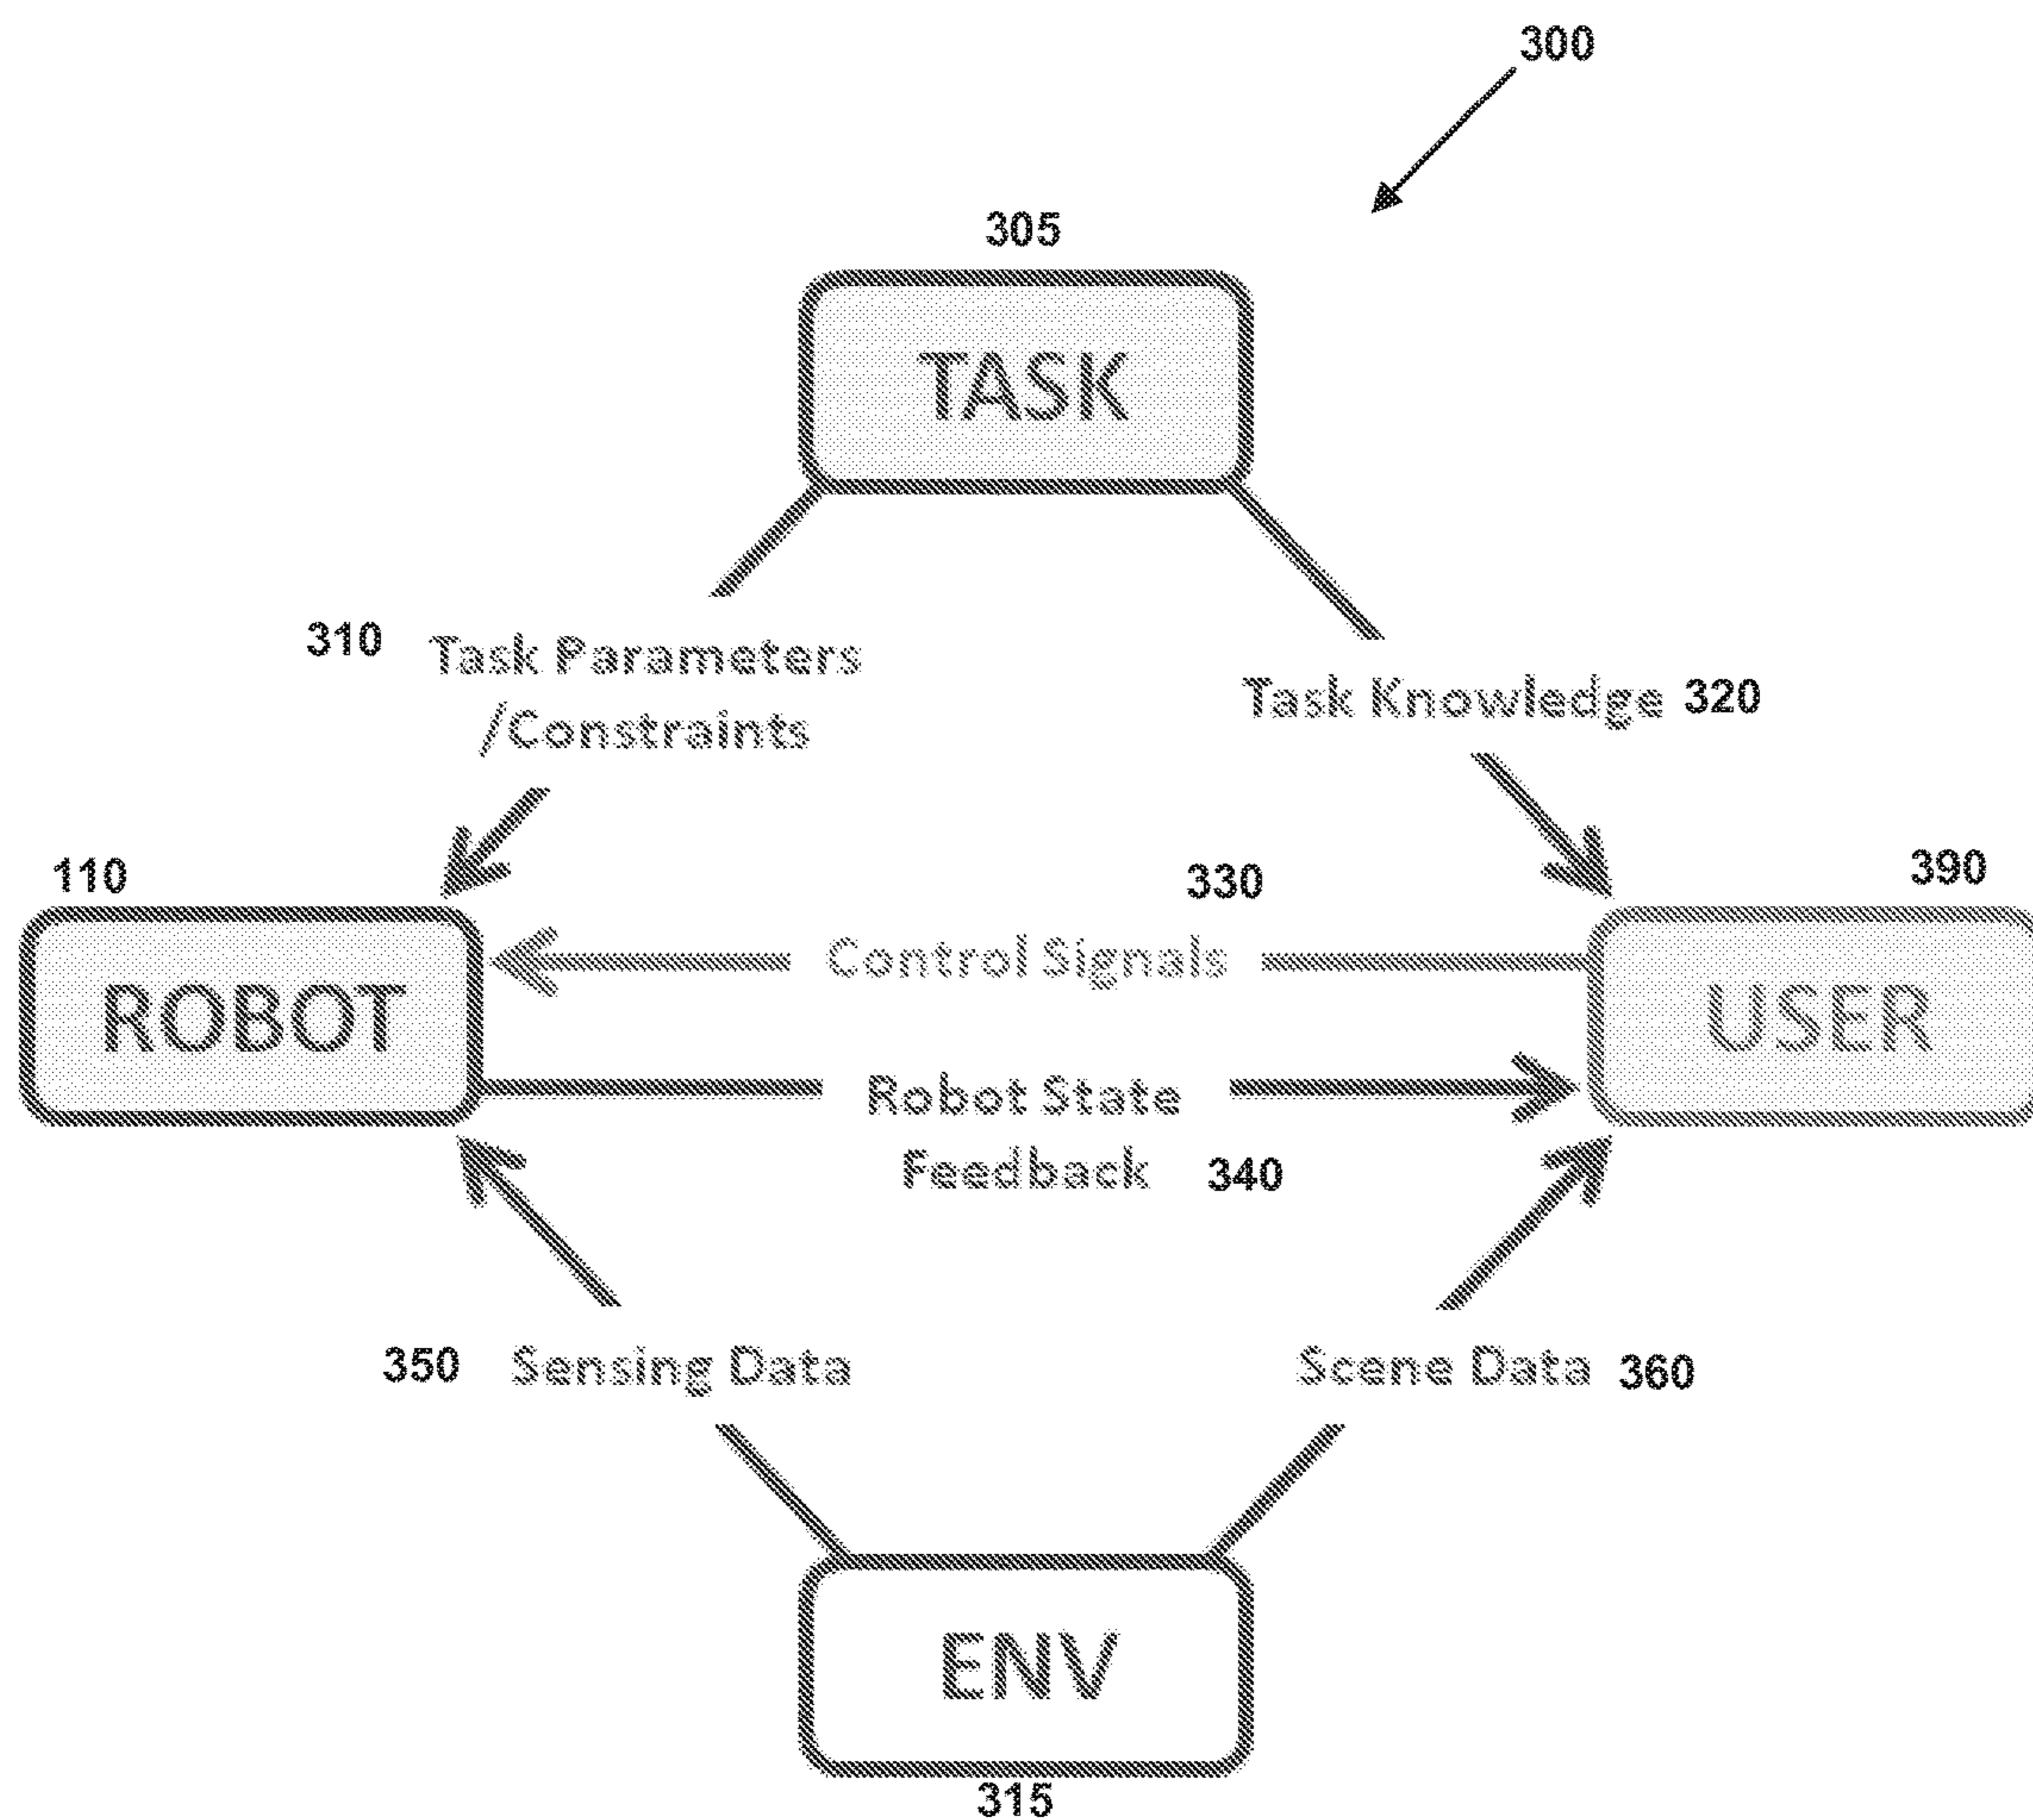 300
305
TASK
310 Task Parameters
/Constraints
Task Knowledge 320
110
330
390
Control Signals
ROBOT
USER
Robot State
Feedback 340
350 Sensing Data
Scene Data 360
ENV
315